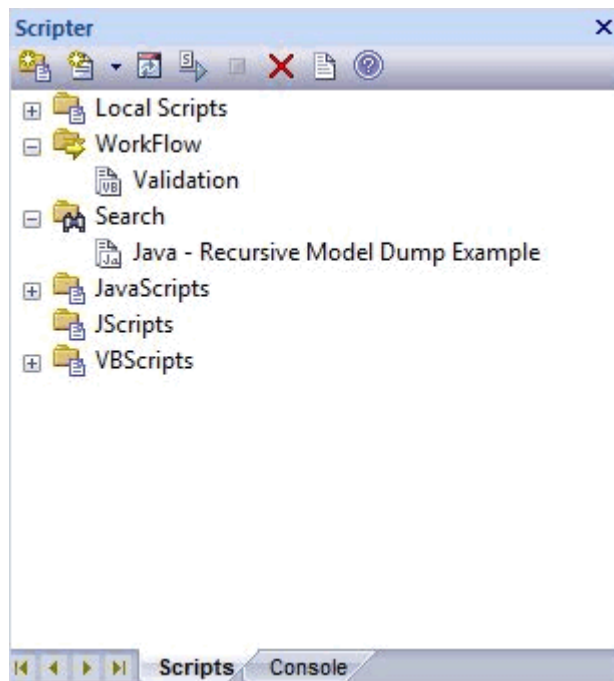 Scripter
Local Scripts
WorkFlow
Validation
Search
Java - Recursive Model Dump Example
JavaScripts
JScripts
VBScripts
Scripts
Console